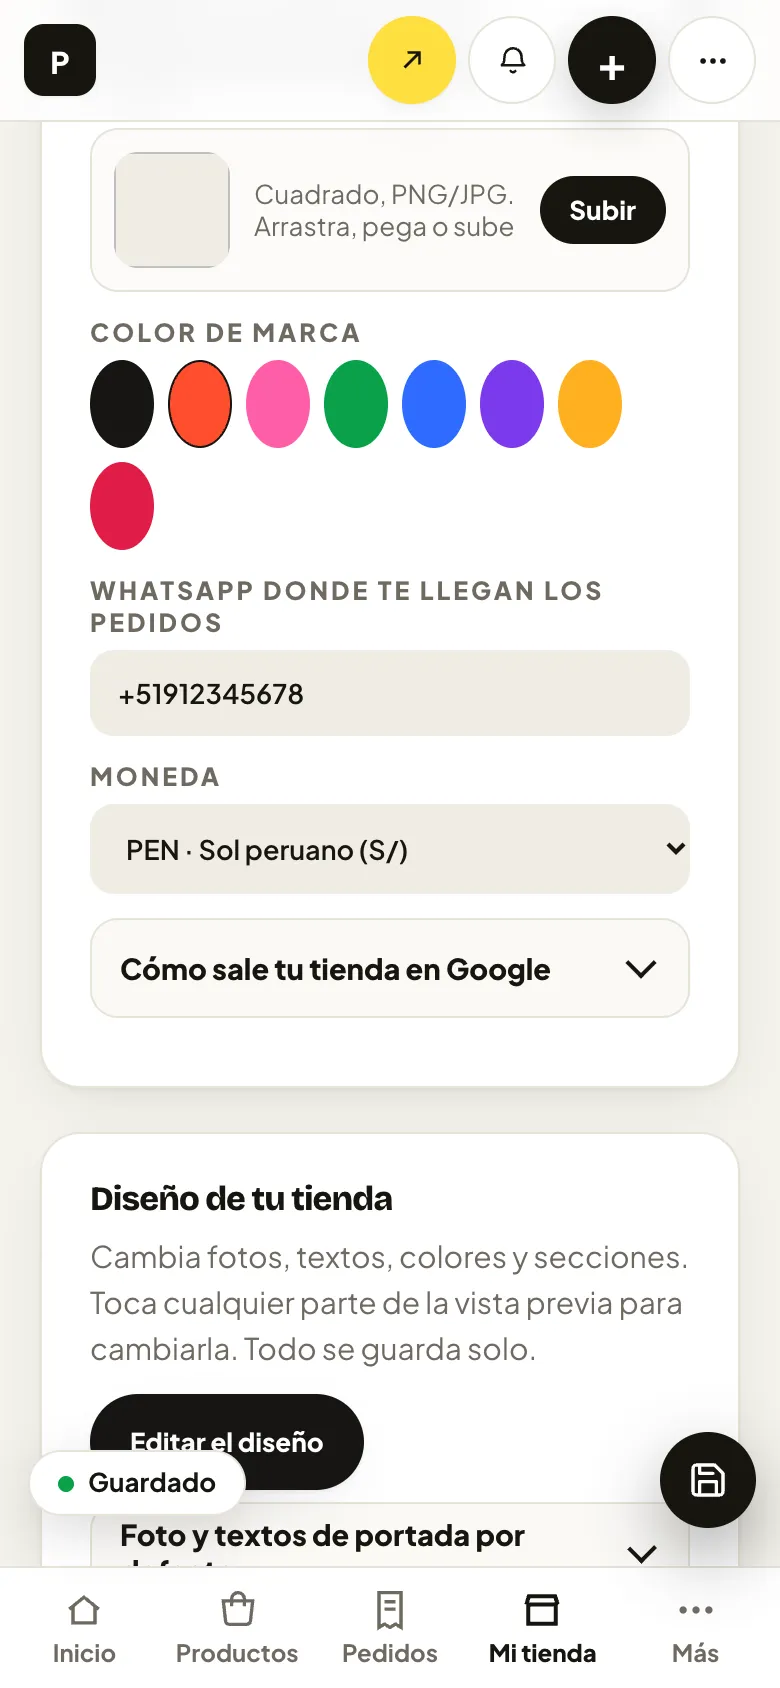 P
Cuadrado, PNG/JPG.
Arrastra, pega o sube
Subir
COLOR DE MARCA
WHATSAPP DONDE TE LLEGAN LOS
PEDIDOS
+51912345678
MONEDA
PEN · Sol peruano (S/)
Cómo sale tu tienda en Google
Diseño de tu tienda
Cambia fotos, textos, colores y secciones.
Toca cualquier parte de la vista previa para
cambiarla. Todo se guarda solo.
Editar el diseño
Guardado
Foto y textos de portada por
Inicio
Productos
Pedidos
Mi tienda
Más